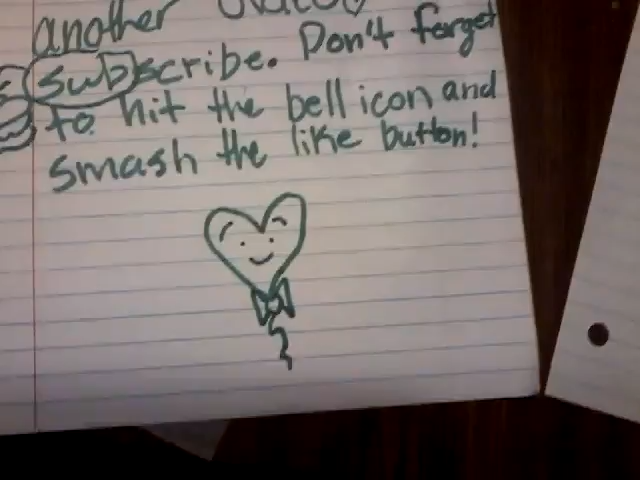 another
subscribe. Don't forget
to hit the bell icon and
smash the like button!